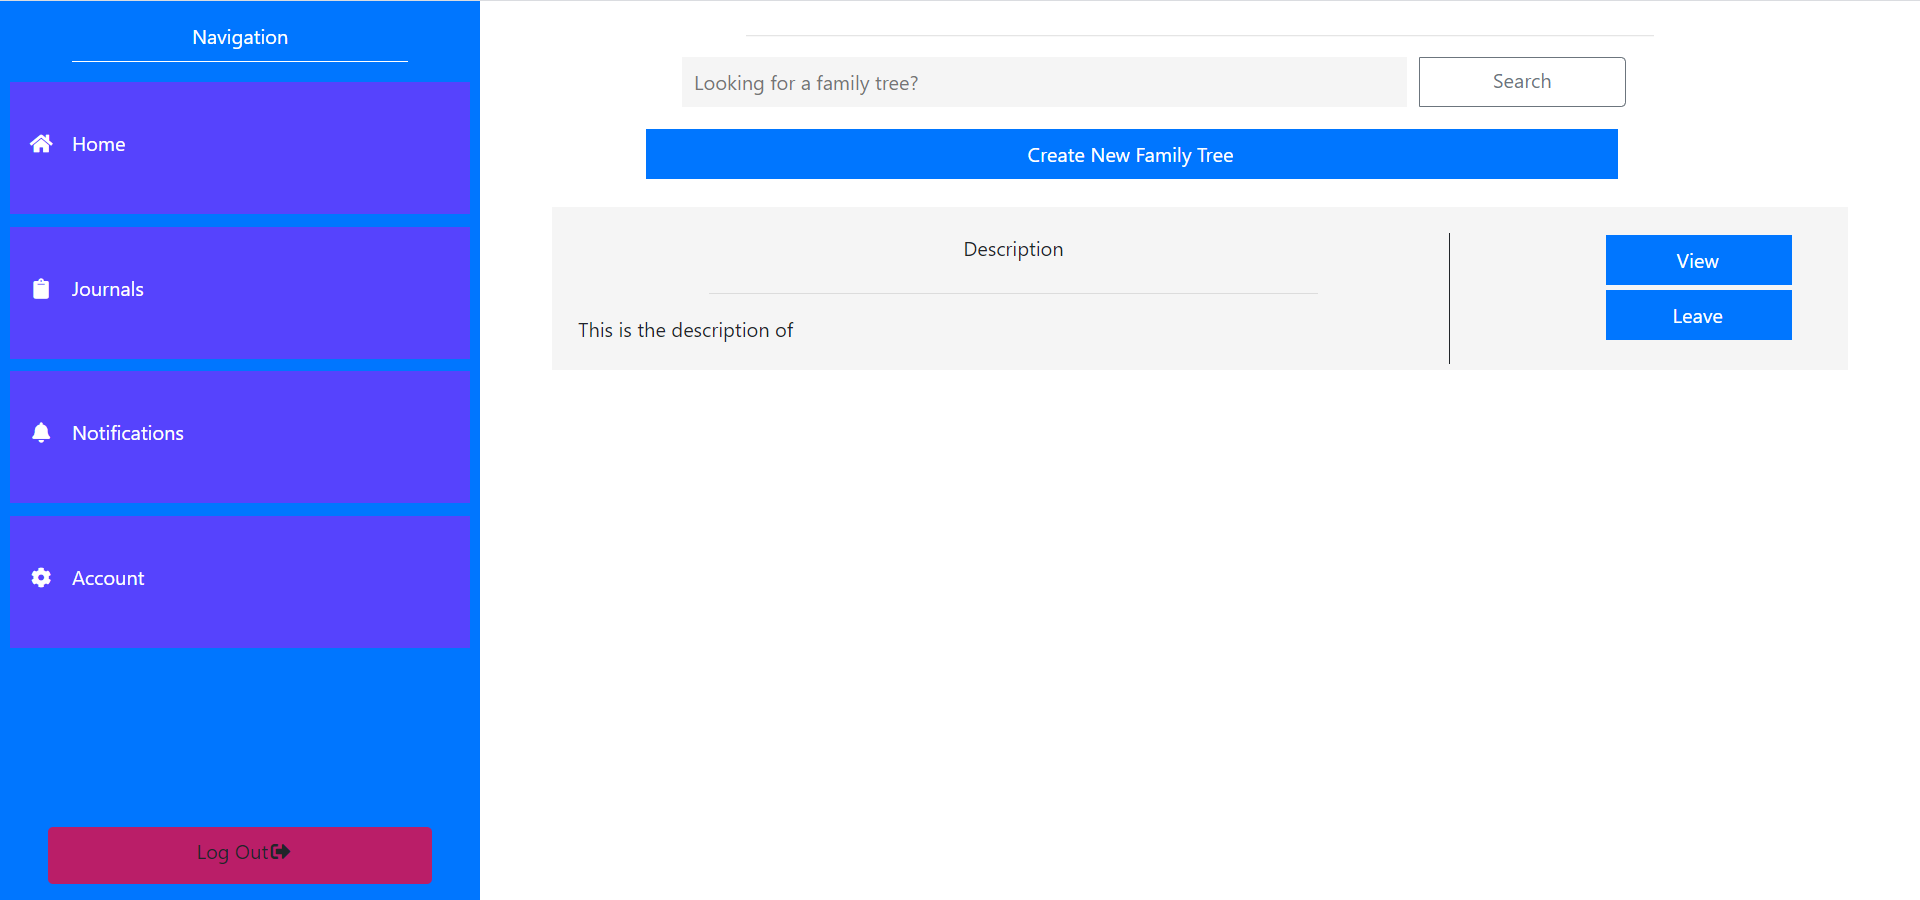 Navigation
Home
Journals
Notifications
Account
Log Out
Looking for a family tree?
Search
Create New Family Tree
Description
This is the description of
View
Leave